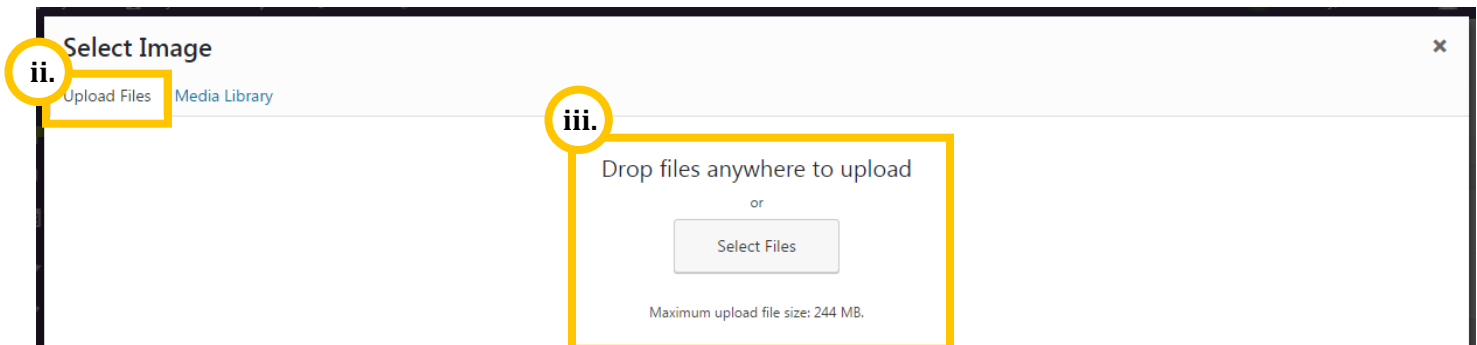 Select Image
ii.
Upload Files Media Library
iii.
Drop files anywhere to upload
or
Select Files
Maximum upload file size: 244 MB.